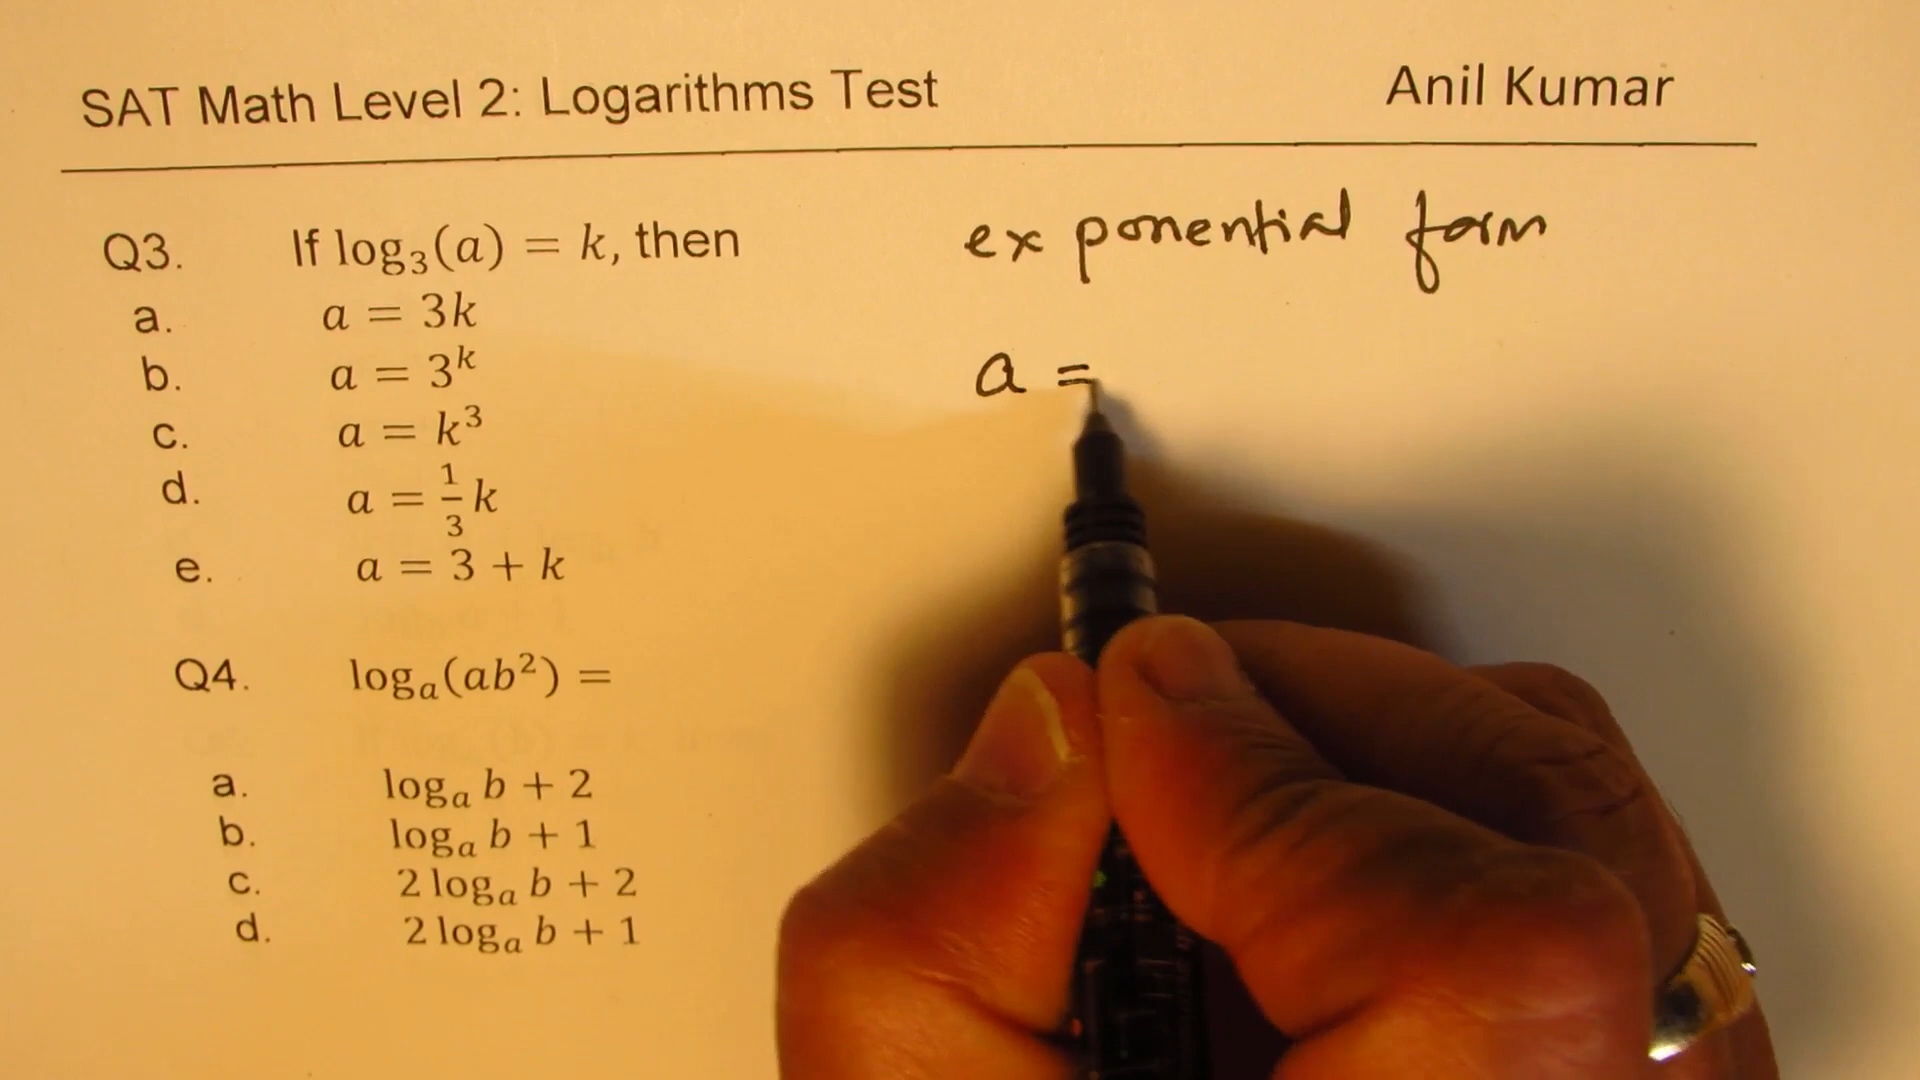 SAT Math Level 2: Logarithms Test Anil Kumar
Q3. If log₃(a) = k, then
a. a = 3k
b. a = 3ᵏ
c. a = k³
d. a = 1/3 k
e. a = 3 + k
exponential form
a =
Q4. logₐ(ab²) =
a. logₐ b + 2
b. logₐ b + 1
c. 2 logₐ b + 2
d. 2 logₐ b + 1